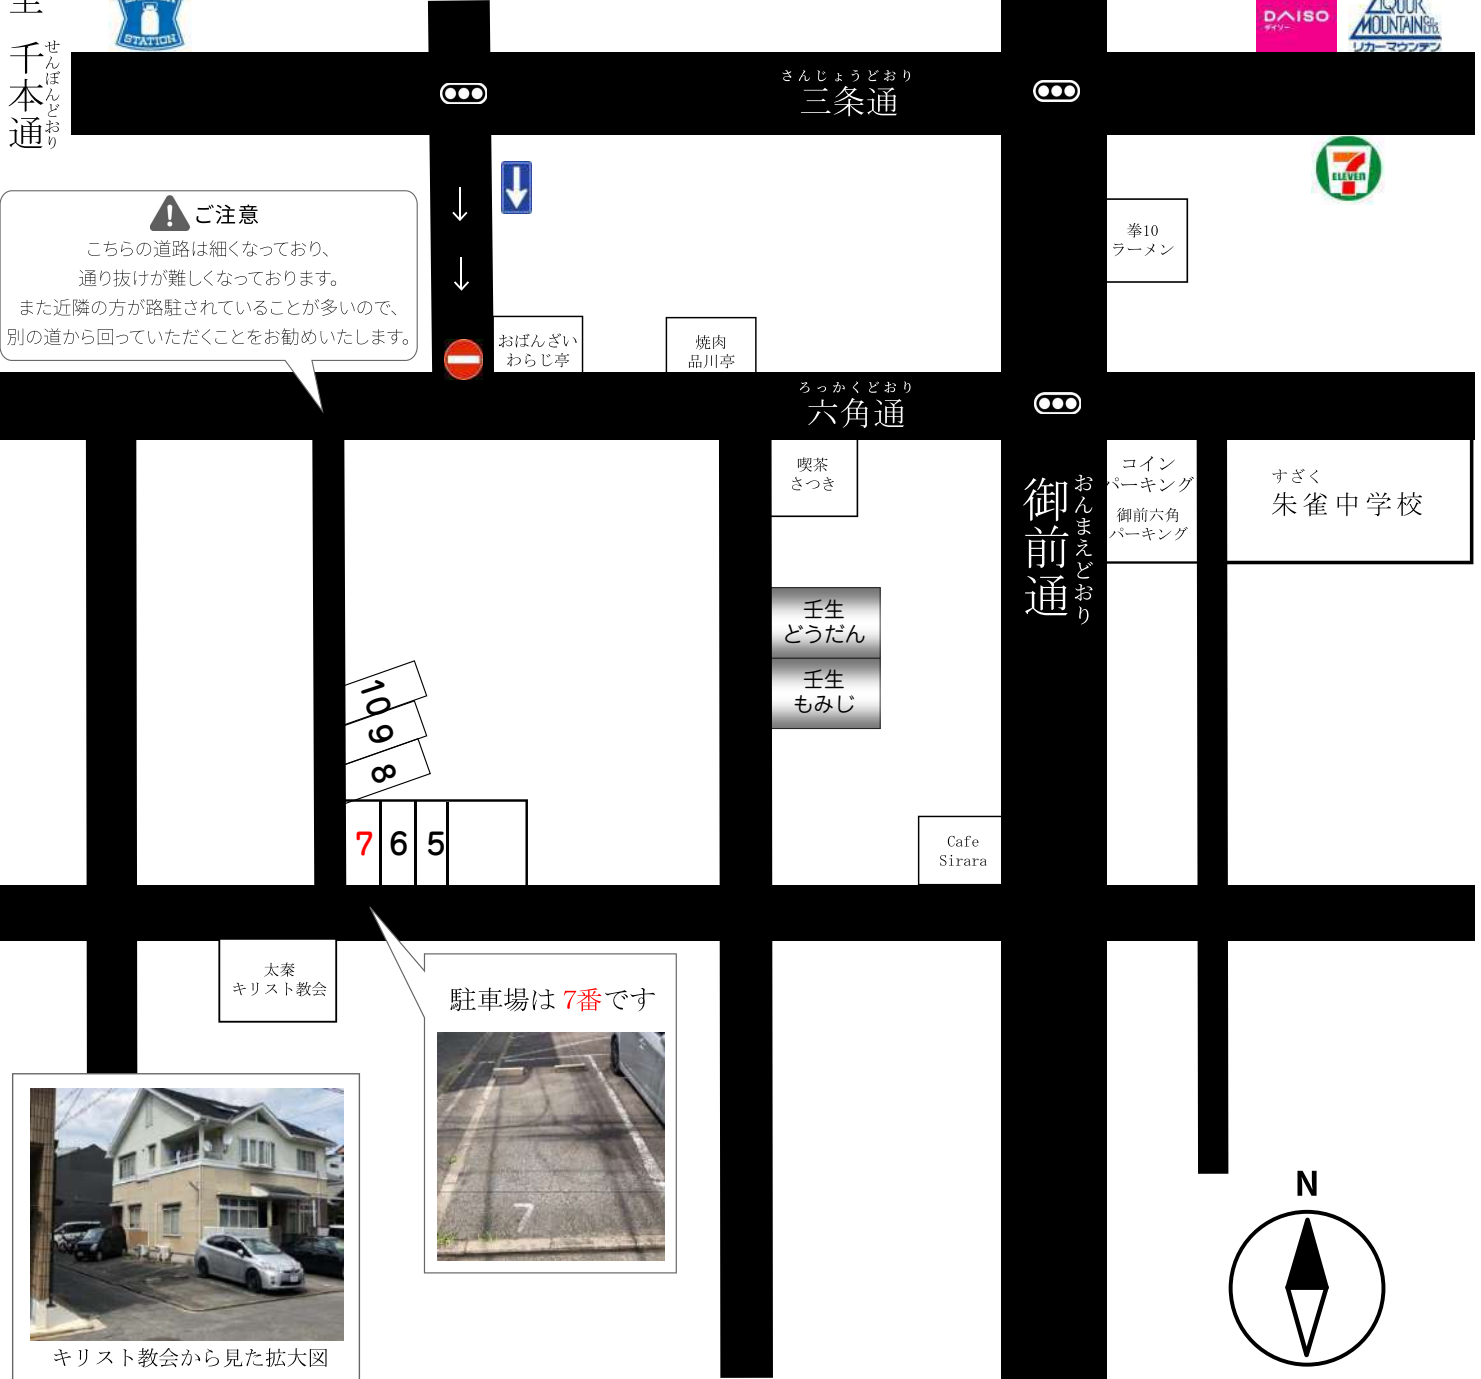 至 千本通
せんぼんどおり
STATION
DAISO
ダイソー
LIQUOR
MOUNTAIN CO., LTD.
リカーマウンテン
さんじょうどおり
三条通
7
ELEVEN
ご注意
こちらの道路は細くなっており、
通り抜けが難しくなっております。
また近隣の方が路駐されていることが多いので、
別の道から回っていただくことをお勧めいたします。
拳10
ラーメン
おばんざい
わらじ亭
焼肉
品川亭
ろっかくどおり
六角通
喫茶
さつき
御前通
おんまえどおり
コイン
パーキング
御前六角
パーキング
すざく
朱雀中学校
壬生
どうだん
壬生
もみじ
10
9
8
7 6 5
Cafe
Sirara
太秦
キリスト教会
駐車場は 7番です
7
キリスト教会から見た拡大図
N